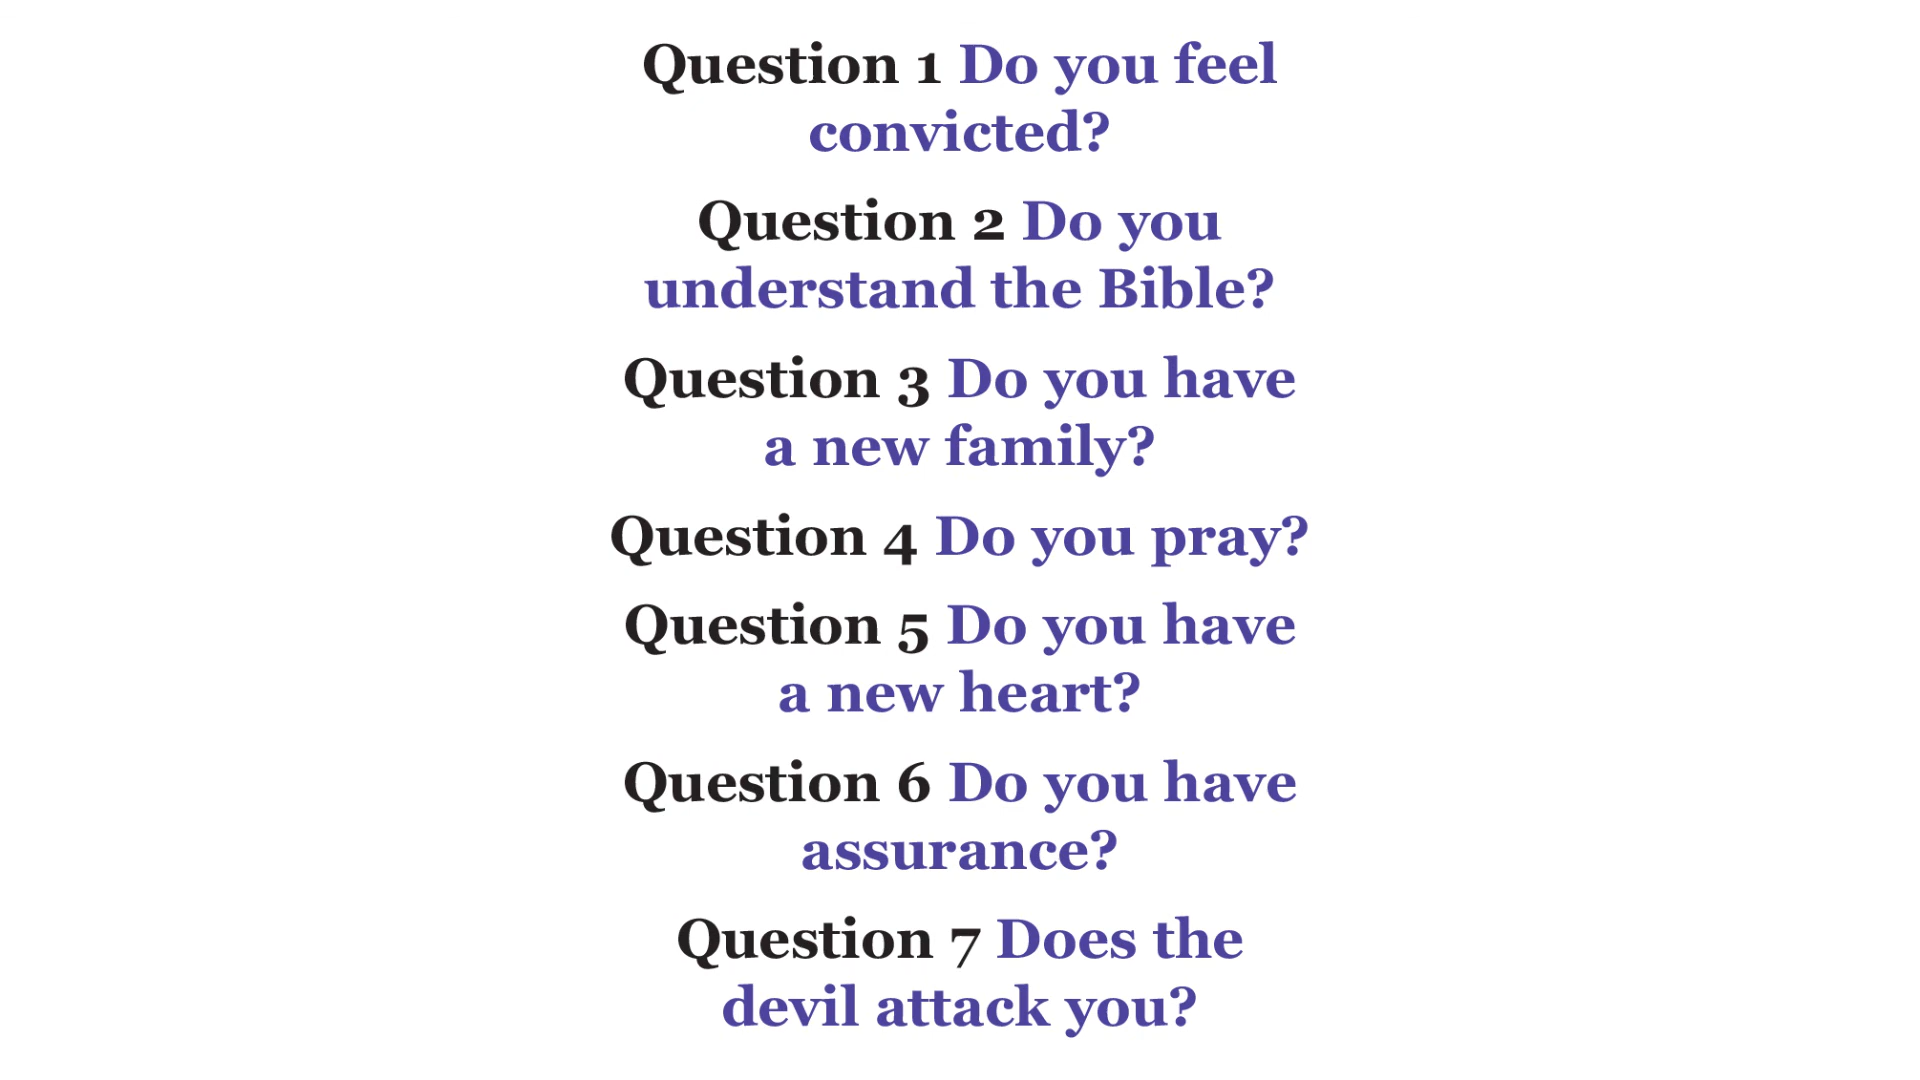 Question 1 Do you feel
convicted?
Question 2 Do you
understand the Bible?
Question 3 Do you have
a new family?
Question 4 Do you pray?
Question 5 Do you have
a new heart?
Question 6 Do you have
assurance?
Question 7 Does the
devil attack you?